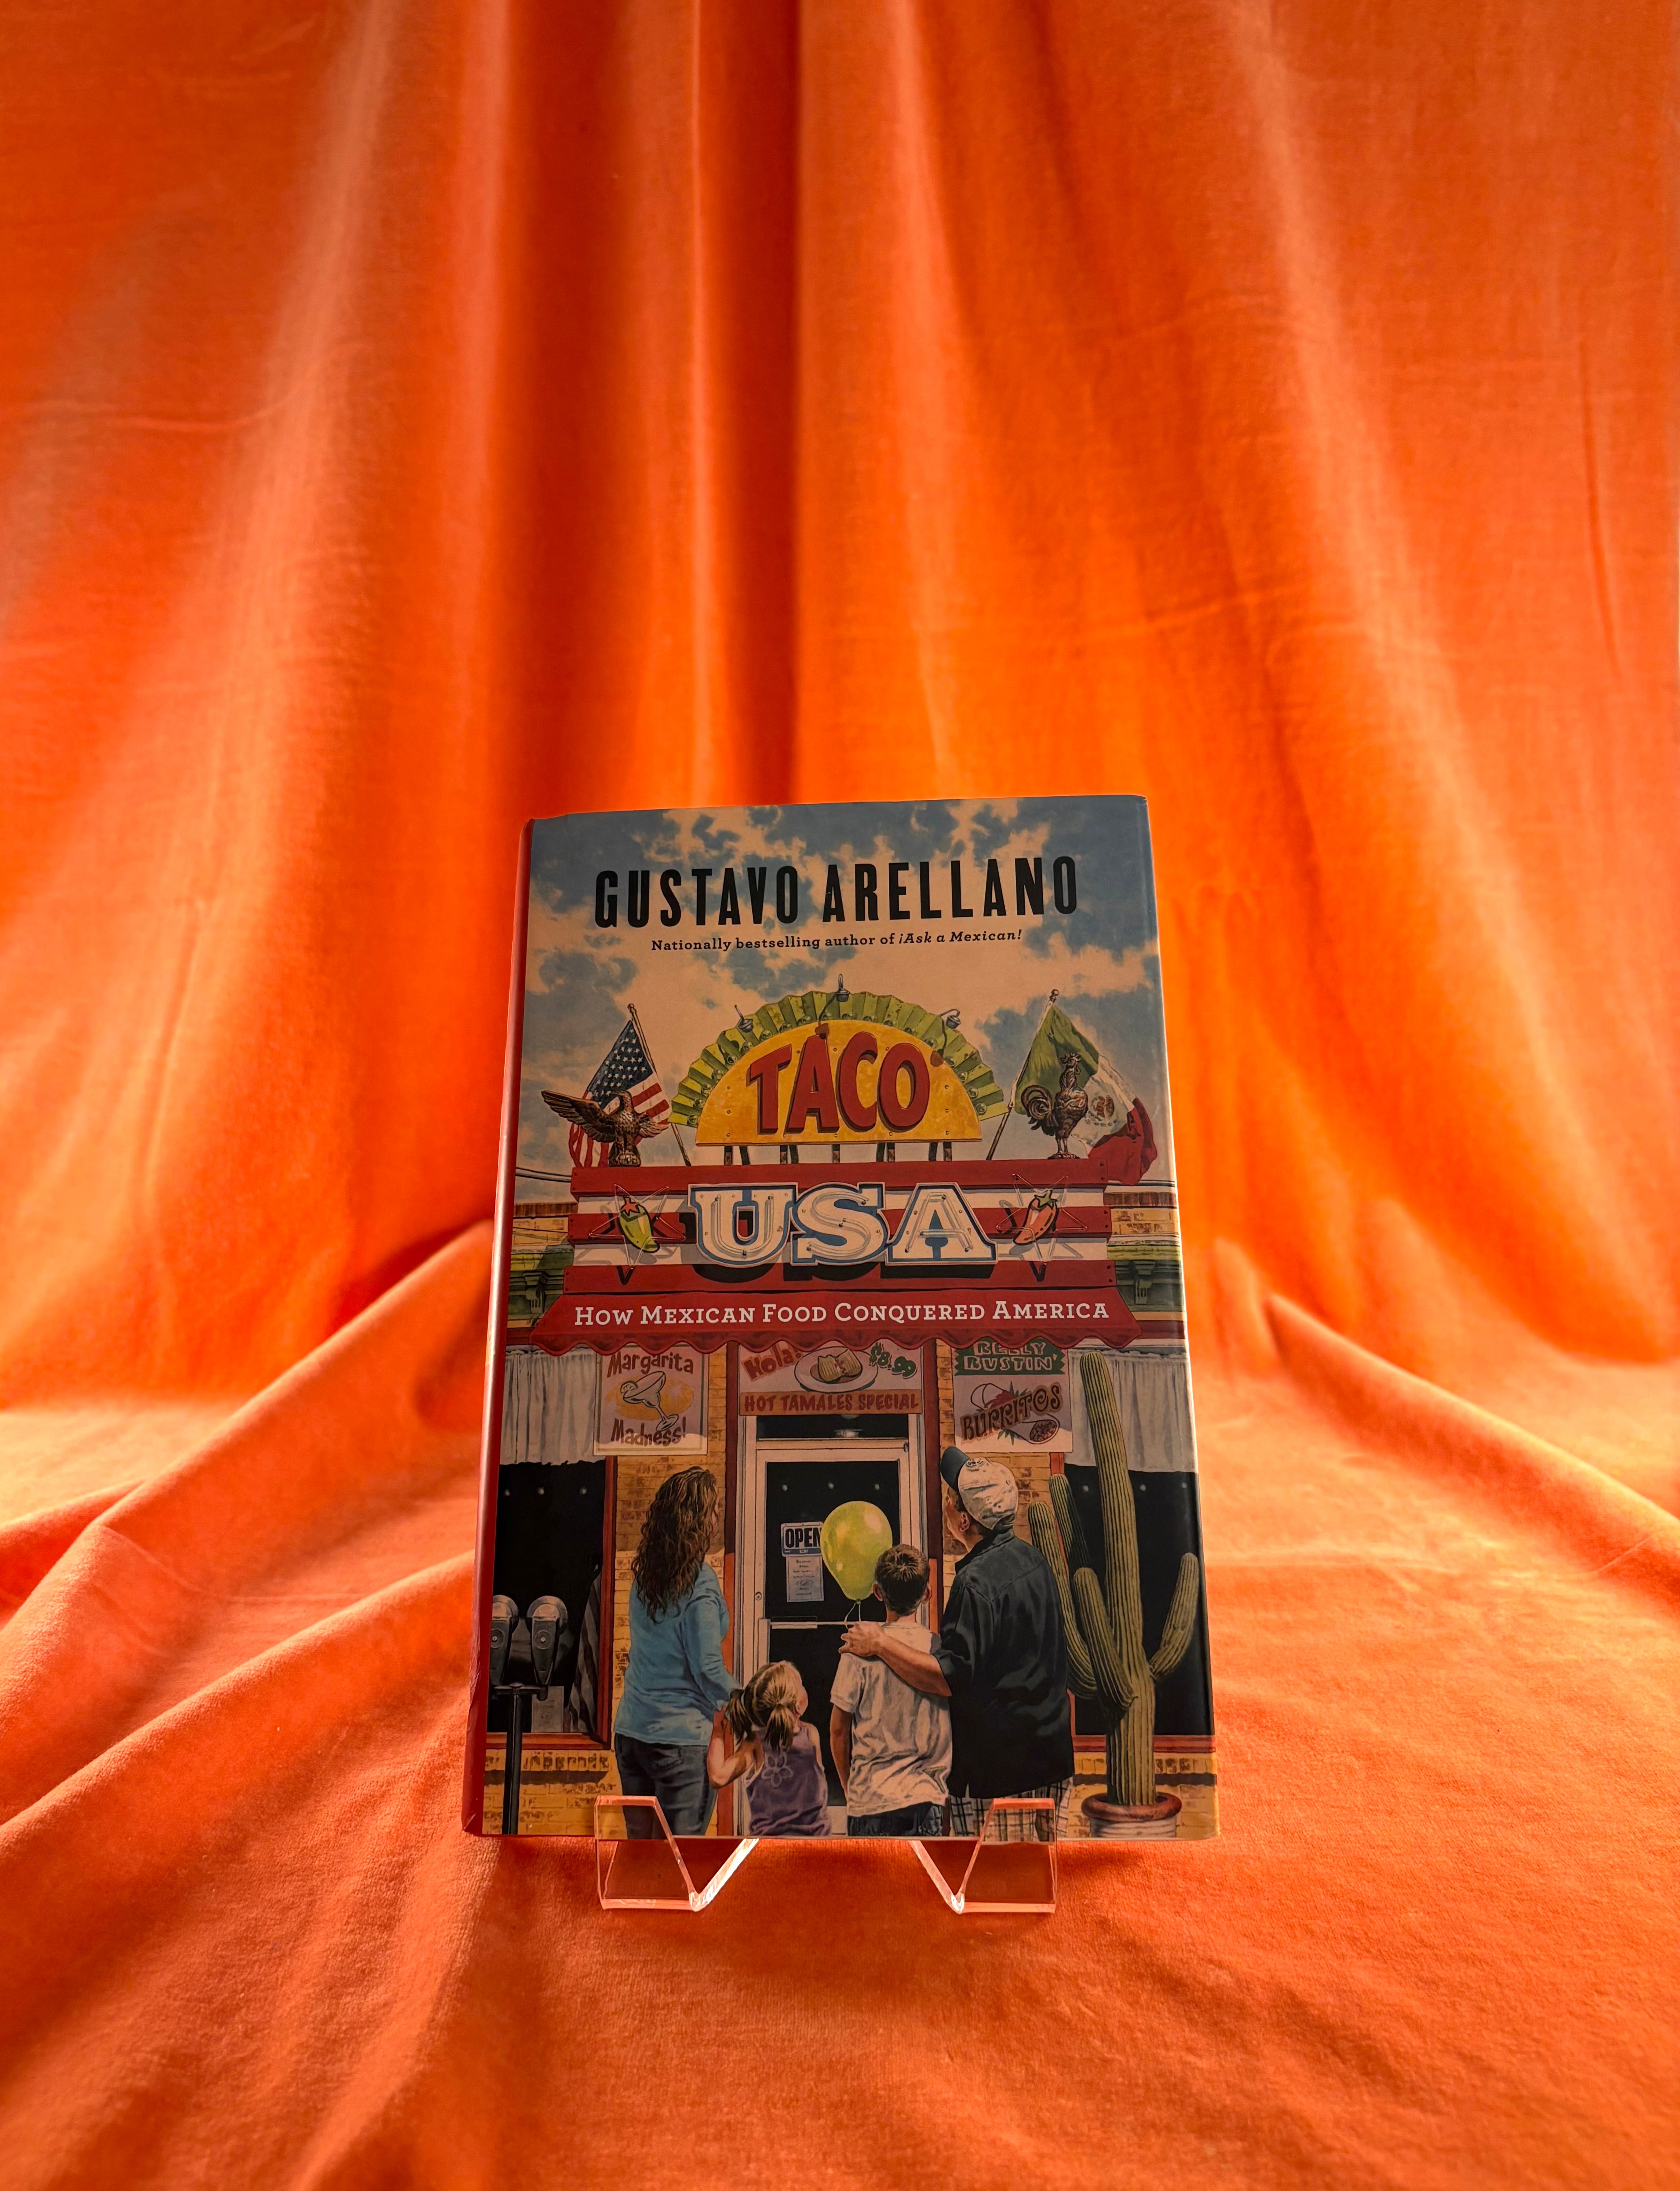 GUSTAVO ARELLANO
Nationally bestselling author of ¡Ask a Mexican!
TACO
USA
HOW MEXICAN FOOD CONQUERED AMERICA
Margarita
Madness!
Hola!
$8.99
HOT TAMALES SPECIAL
BELLY
BUSTIN'
BURRITOS
OPEN